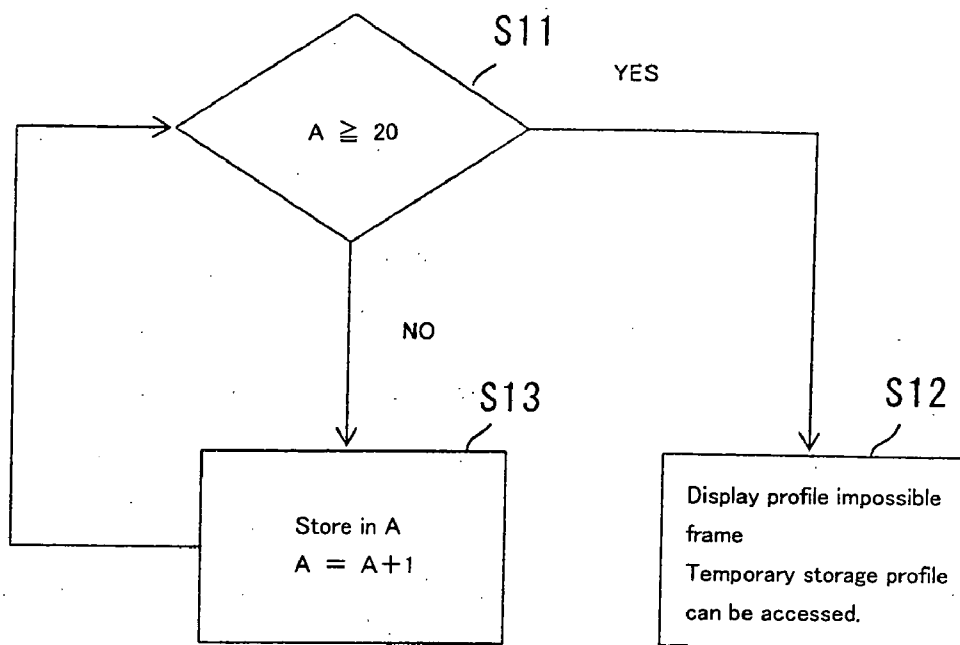 S11
YES
A ≧ 20
NO
S13
S12
Store in A
A = A+1
Display profile impossible
frame
Temporary storage profile
can be accessed.